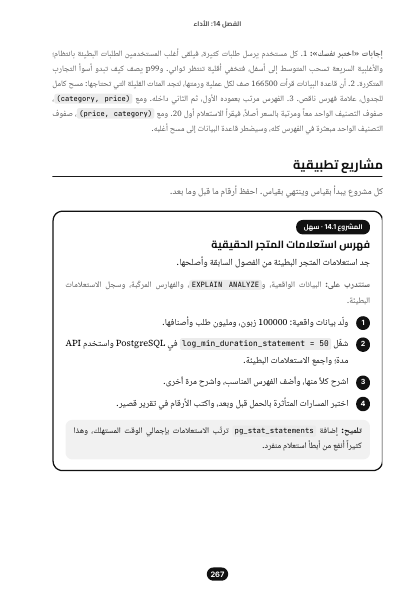 الفصل 14: الأداء
إجابات «اختبر نفسك»: 1. كل مستخدم يرسل طلبات كثيرة، فيلقى أغلب المستخدمين الطلبات البطيئة بانتظام؛
والأغلبية السريعة تسحب المتوسط إلى أسفل، فتخفي أقلية تنتظر ثواني. وp99 يصف كيف تبدو أسوأ التجارب
المتكررة. 2. أن قاعدة البيانات قرأت 166500 صف لكل عملية ورمتها، لتجد المئات القليلة التي تحتاجها: مسح كامل
للجدول، علامة فهرس ناقص. 3. الفهرس مرتب بعموده الأول، ثم الثاني داخله. ومع (category, price)،
صفوف التصنيف الواحد معاً ومرتبة بالسعر أصلاً، فيقرأ الاستعلام أول 20. ومع (price, category)، صفوف
التصنيف الواحد مبعثرة في الفهرس كله، وسيضطر قاعدة البيانات إلى مسح أغلبه.
مشاريع تطبيقية
كل مشروع يبدأ بقياس وينتهي بقياس. احفظ أرقام ما قبل وما بعد.
المشروع 14.1 · سهل
فهرس استعلامات المتجر الحقيقية
جد استعلامات المتجر البطيئة من الفصول السابقة وأصلحها.
ستتدرب على: البيانات الواقعية، وEXPLAIN ANALYZE، والفهارس المركّبة، وسجل الاستعلامات
البطيئة.
1 ولّد بيانات واقعية: 100000 زبون، ومليون طلب وأصنافها.
2 شغّل log_min_duration_statement = 50 في PostgreSQL واستخدم API
مدة؛ واجمع الاستعلامات البطيئة.
3 اشرح كلاً منها، وأضف الفهرس المناسب، واشرح مرة أخرى.
4 اختبر المسارات المتأثرة بالحمل قبل وبعد، واكتب الأرقام في تقرير قصير.
تلميح: إضافة pg_stat_statements ترتّب الاستعلامات بإجمالي الوقت المستهلك، وهذا
كثيراً أنفع من أبطأ استعلام منفرد.
267